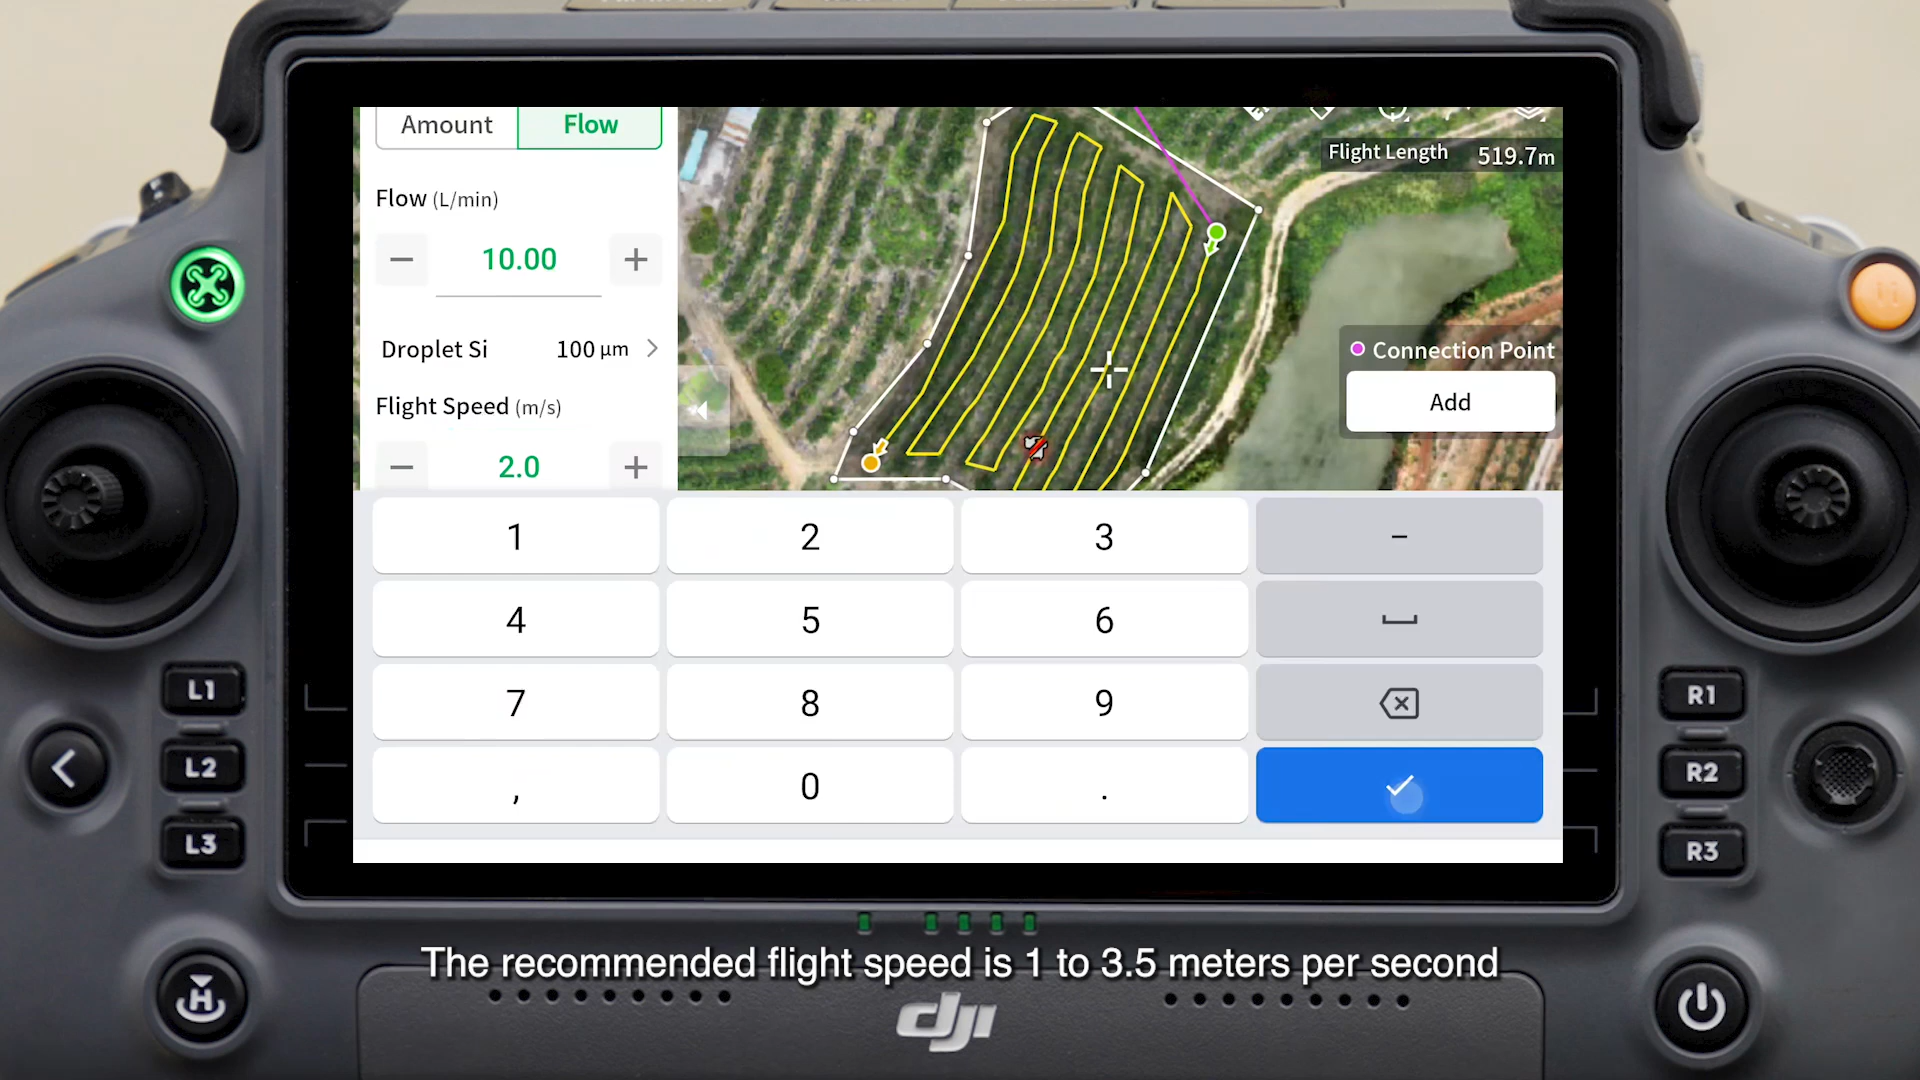 Amount Flow
Flow (L/min)
− 10.00 +
Droplet Si 100 μm
Flight Speed (m/s)
− 2.0 +
Flight Length 519.7m
Connection Point
Add
1 2 3 –
4 5 6
7 8 9
, 0 .
L1
L2
L3
R1
R2
R3
H
The recommended flight speed is 1 to 3.5 meters per second
dji